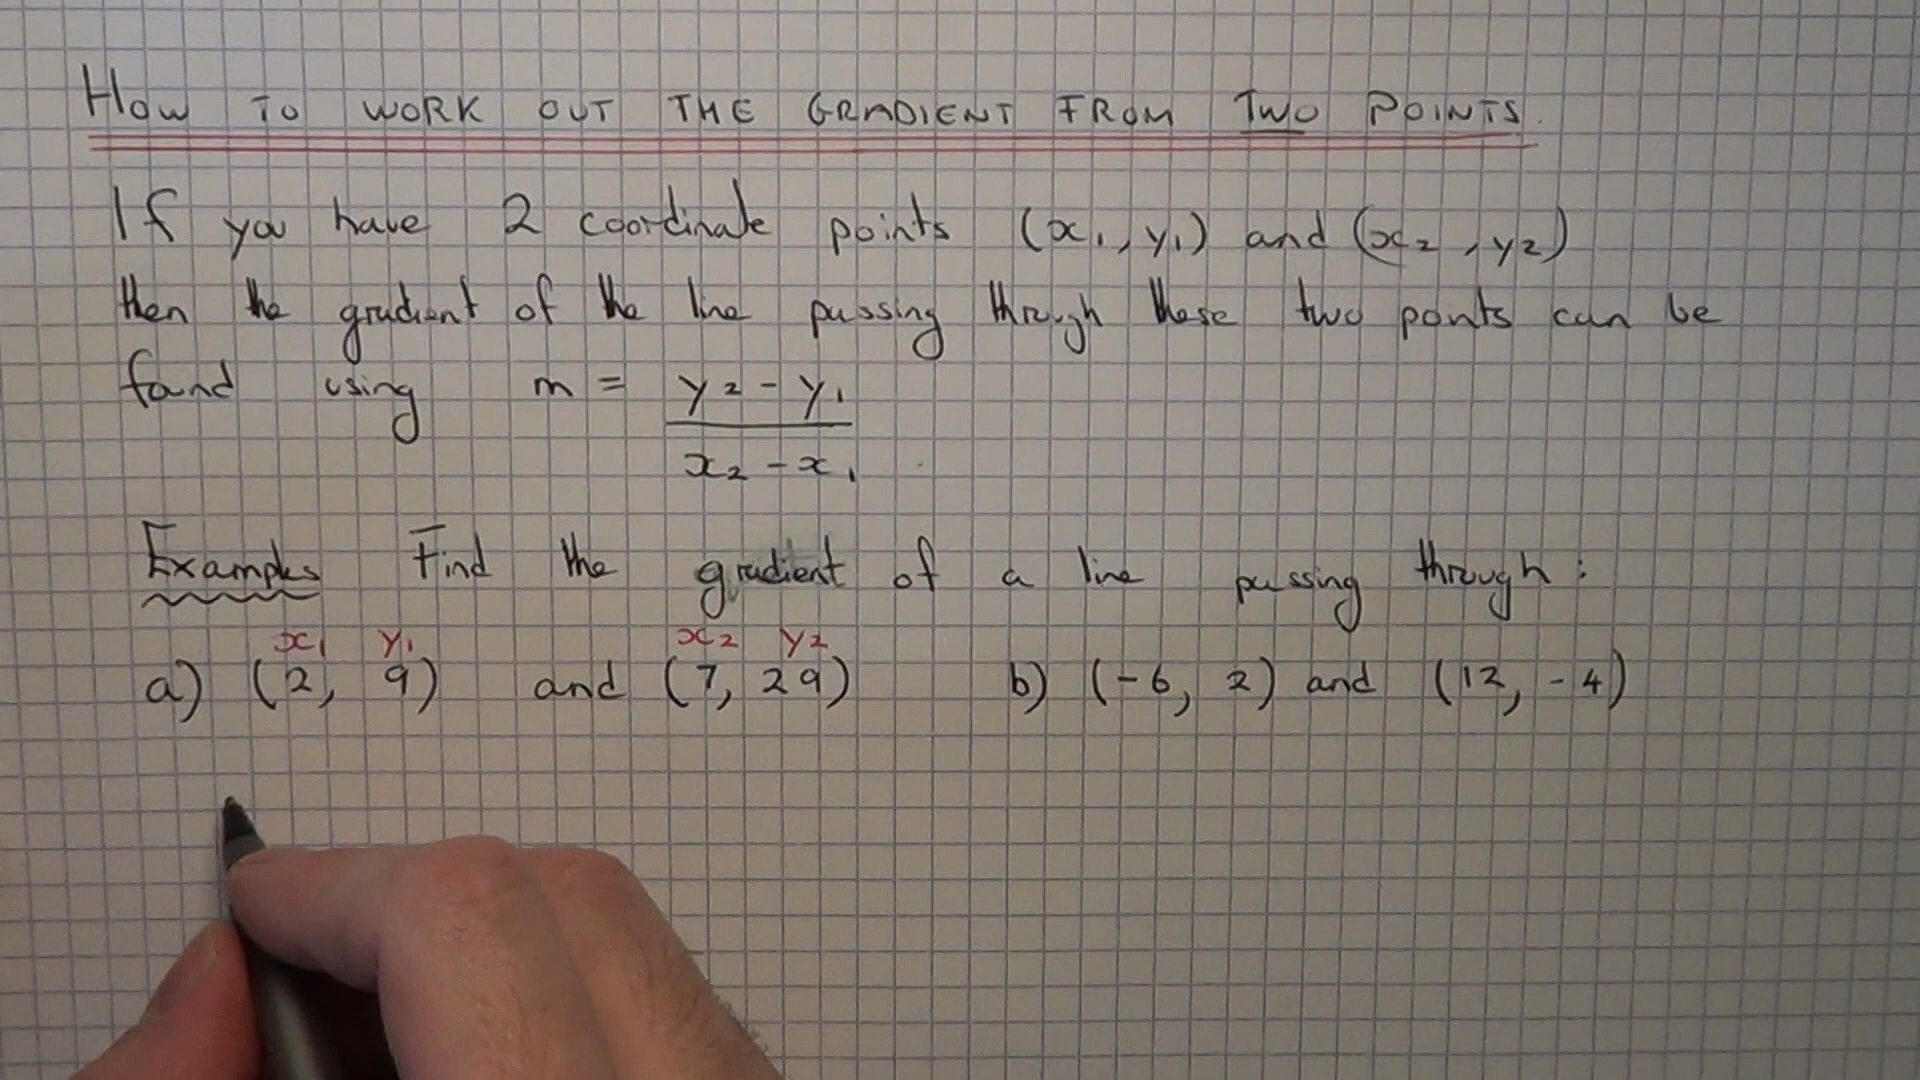 HOW TO WORK OUT THE GRADIENT FROM TWO POINTS.
If you have 2 coordinate points (x₁, y₁) and (x₂, y₂)
then the gradient of the line passing through these two points can be
found using m = y₂ - y₁
x₂ - x₁
Examples Find the gradient of a line passing through:
x₁ y₁ x₂ y₂
a) (2, 9) and (7, 29) b) (-6, 2) and (12, -4)